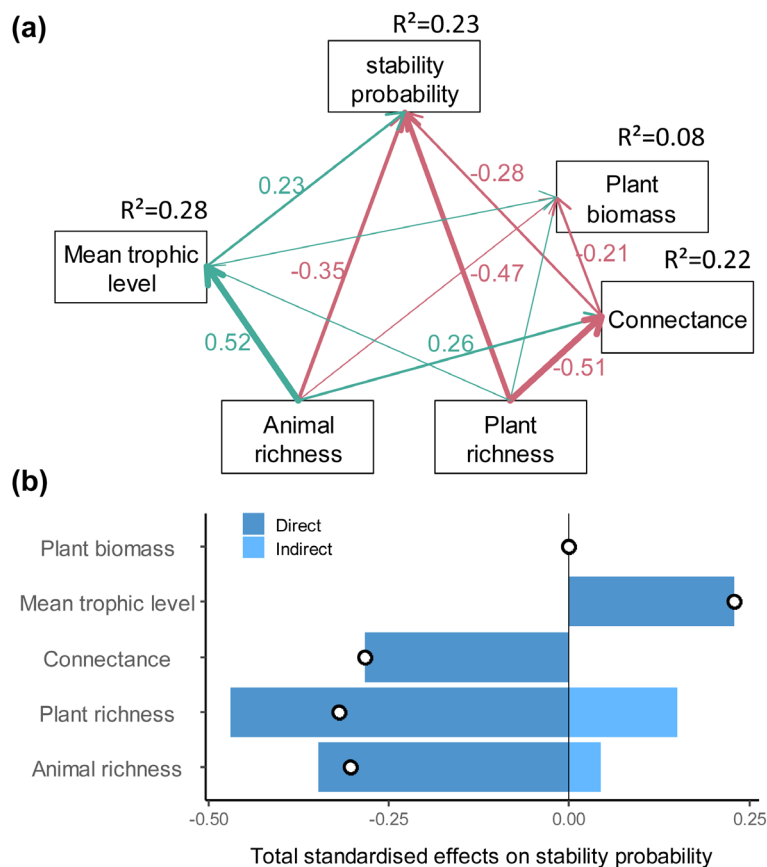 (a)
R²=0.23
stability
probability
R²=0.08
Plant
biomass
-0.28
0.23
R²=0.28
Mean trophic
level
-0.35
-0.47
-0.21
R²=0.22
Connectance
0.52
0.26
-0.51
Animal
richness
Plant
richness
(b)
Direct
Indirect
Plant biomass
Mean trophic level
Connectance
Plant richness
Animal richness
-0.50
-0.25
0.00
0.25
Total standardised effects on stability probability